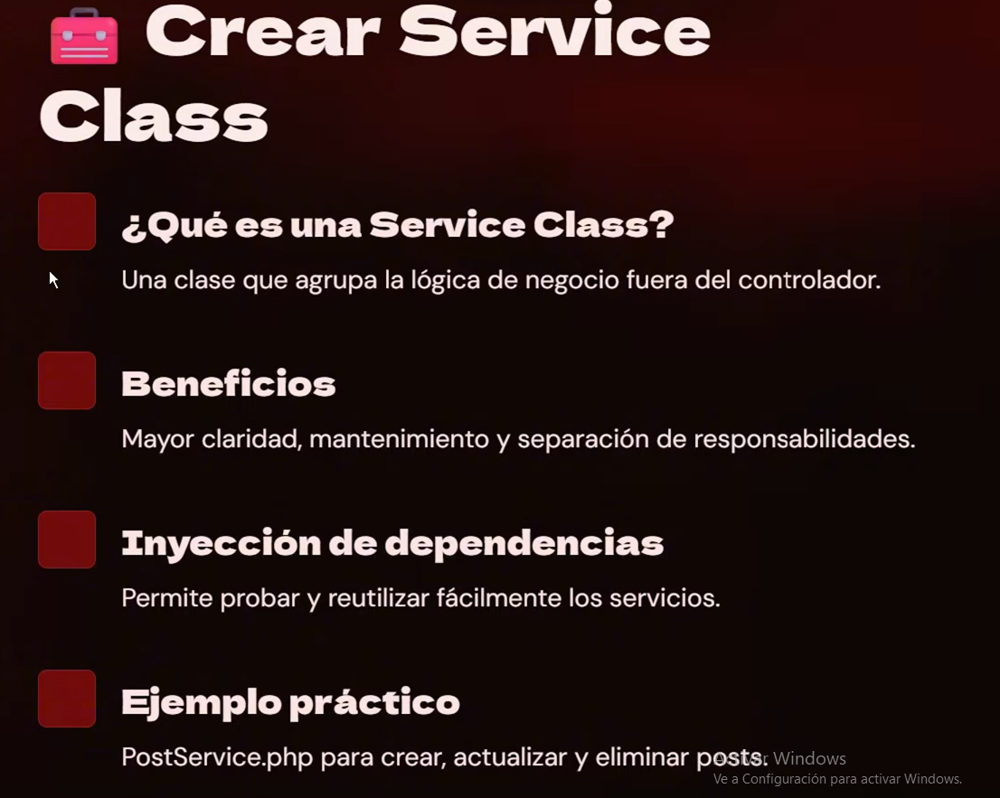 Crear Service
Class
¿Qué es una Service Class?
Una clase que agrupa la lógica de negocio fuera del controlador.
Beneficios
Mayor claridad, mantenimiento y separación de responsabilidades.
Inyección de dependencias
Permite probar y reutilizar fácilmente los servicios.
Ejemplo práctico
PostService.php para crear, actualizar y eliminar posts.
Activar Windows
Ve a Configuración para activar Windows.